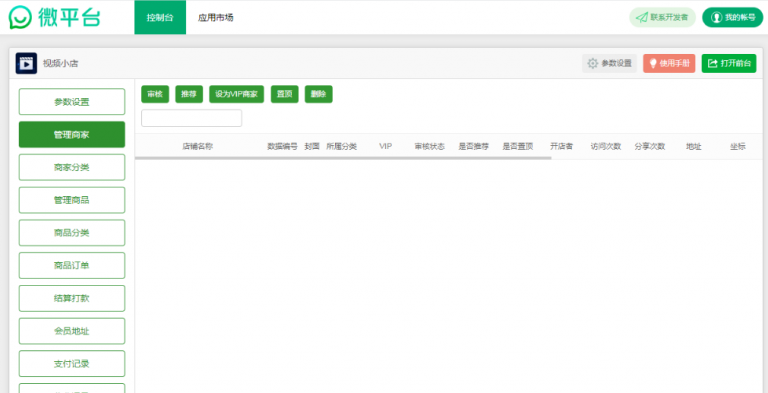 微平台
控制台 应用市场
联系开发者 我的帐号
视频小店
参数设置 使用手册 打开前台
参数设置
管理商家
商家分类
管理商品
商品分类
商品订单
结算打款
会员地址
支付记录
审核 推荐 设为VIP商家 置顶 删除
店铺名称 数据编号 封面 所属分类 VIP 审核状态 是否推荐 是否置顶 开店者 访问次数 分享次数 地址 坐标